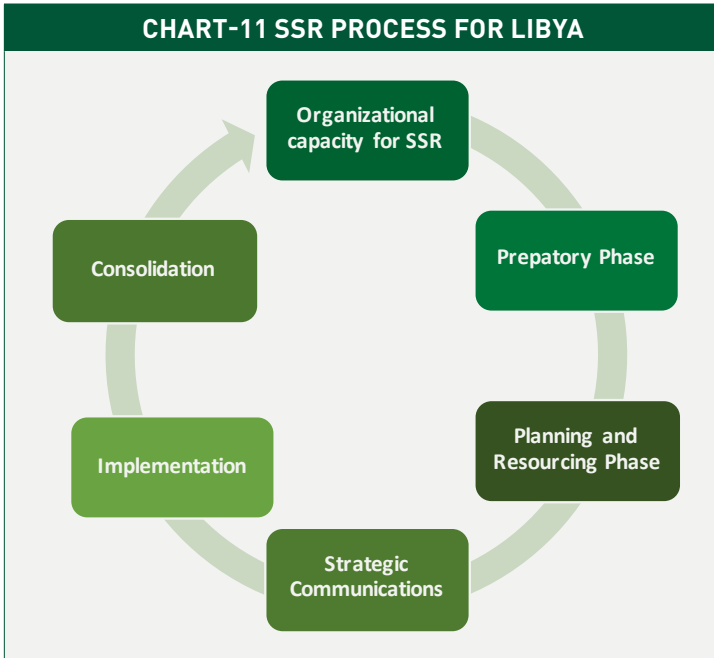 CHART-11 SSR PROCESS FOR LIBYA
Organizational
capacity for SSR
Prepatory Phase
Planning and
Resourcing Phase
Strategic
Communications
Implementation
Consolidation